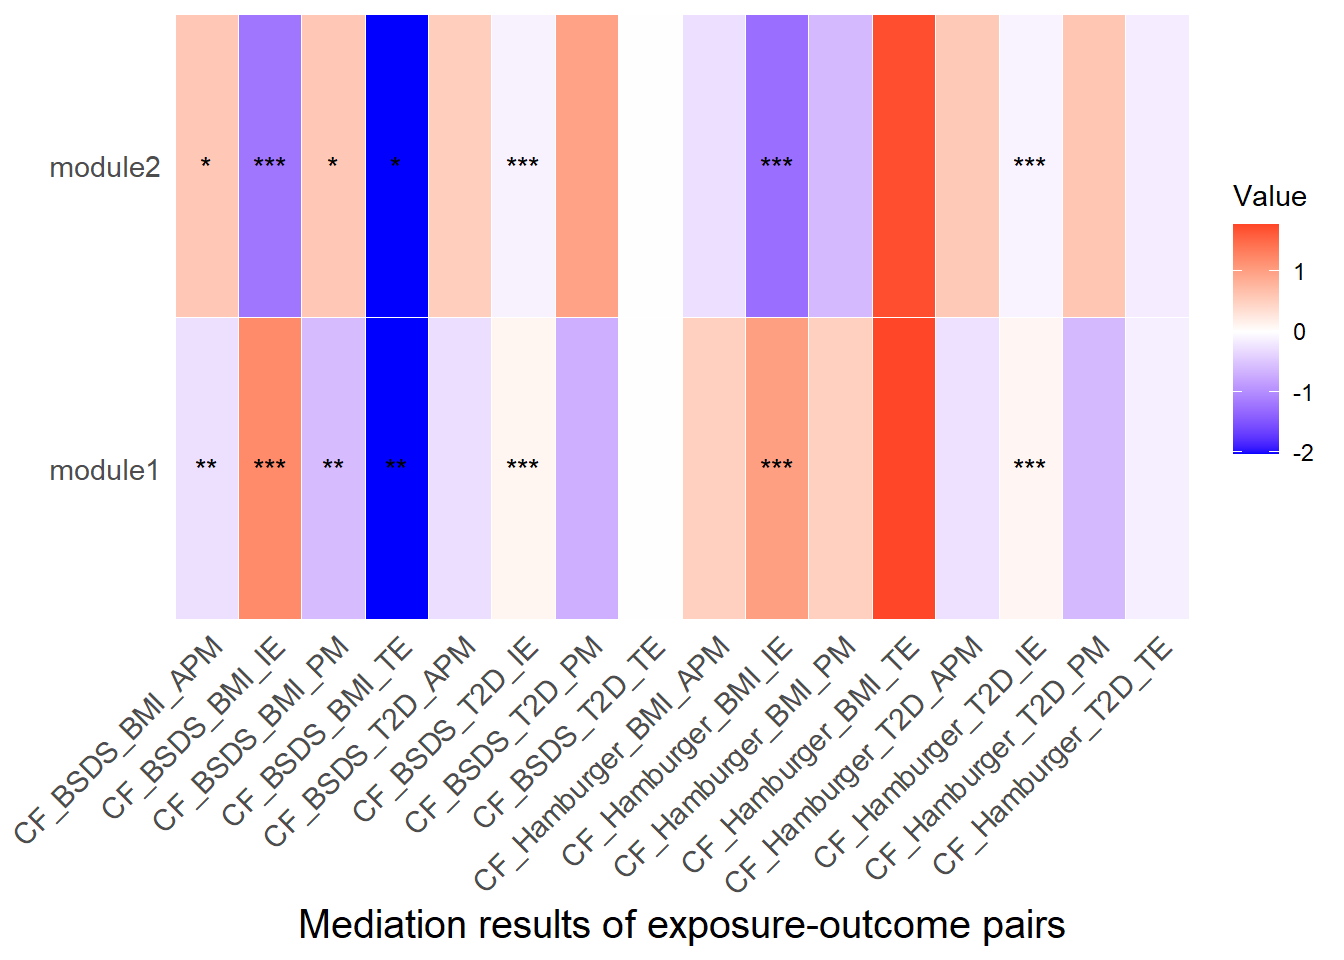 module2
* *** * * *** *** ***
module1
** *** ** ** *** *** ***
Value
1
0
-1
-2
CF_BSDS_BMI_APM
CF_BSDS_BMI_IE
CF_BSDS_BMI_PM
CF_BSDS_BMI_TE
CF_BSDS_T2D_APM
CF_BSDS_T2D_IE
CF_BSDS_T2D_PM
CF_BSDS_T2D_TE
CF_Hamburger_BMI_APM
CF_Hamburger_BMI_IE
CF_Hamburger_BMI_PM
CF_Hamburger_BMI_TE
CF_Hamburger_T2D_APM
CF_Hamburger_T2D_IE
CF_Hamburger_T2D_PM
CF_Hamburger_T2D_TE
Mediation results of exposure-outcome pairs